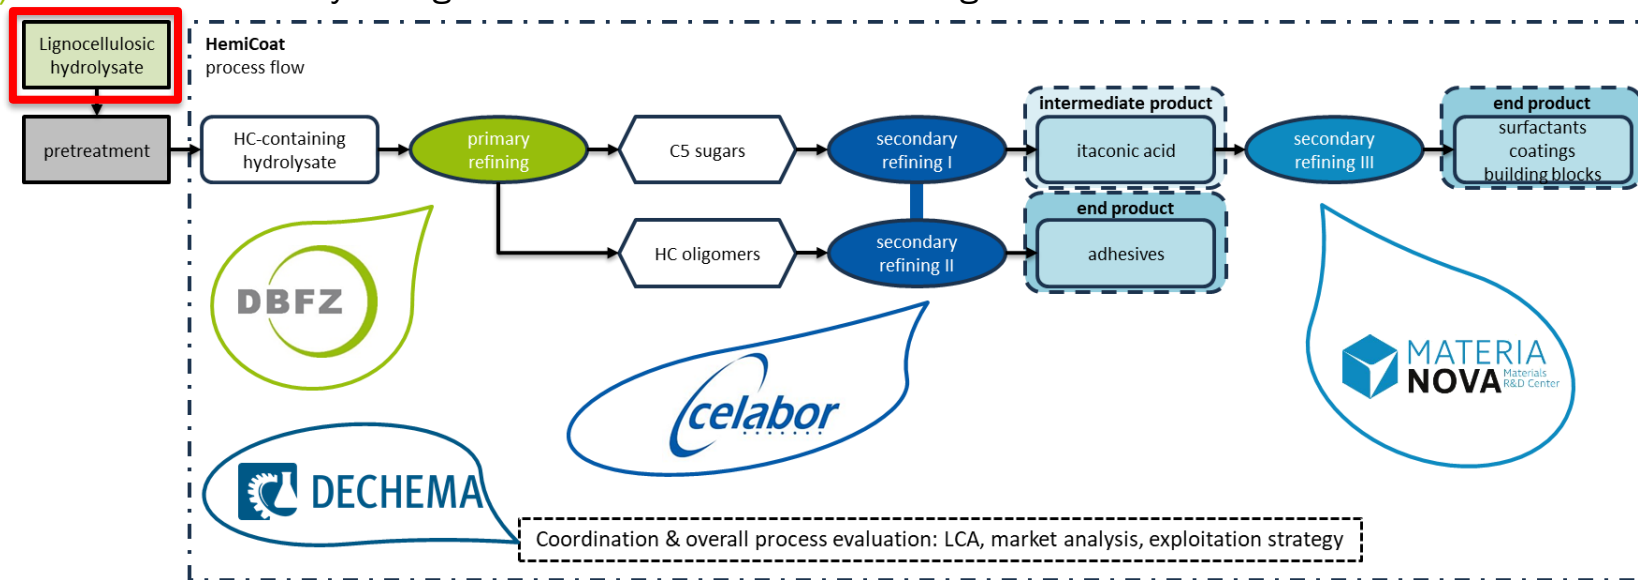 Lignocellulosic
hydrolysate
pretreatment
HemiCoat
process flow
HC-containing
hydrolysate
primary
refining
C5 sugars
secondary
refining I
intermediate product
itaconic acid
secondary
refining III
end product
surfactants
coatings
building blocks
HC oligomers
secondary
refining II
end product
adhesives
DBFZ
celabor
MATERIA
NOVA Materials
R&D Center
DECHEMA
Coordination & overall process evaluation: LCA, market analysis, exploitation strategy